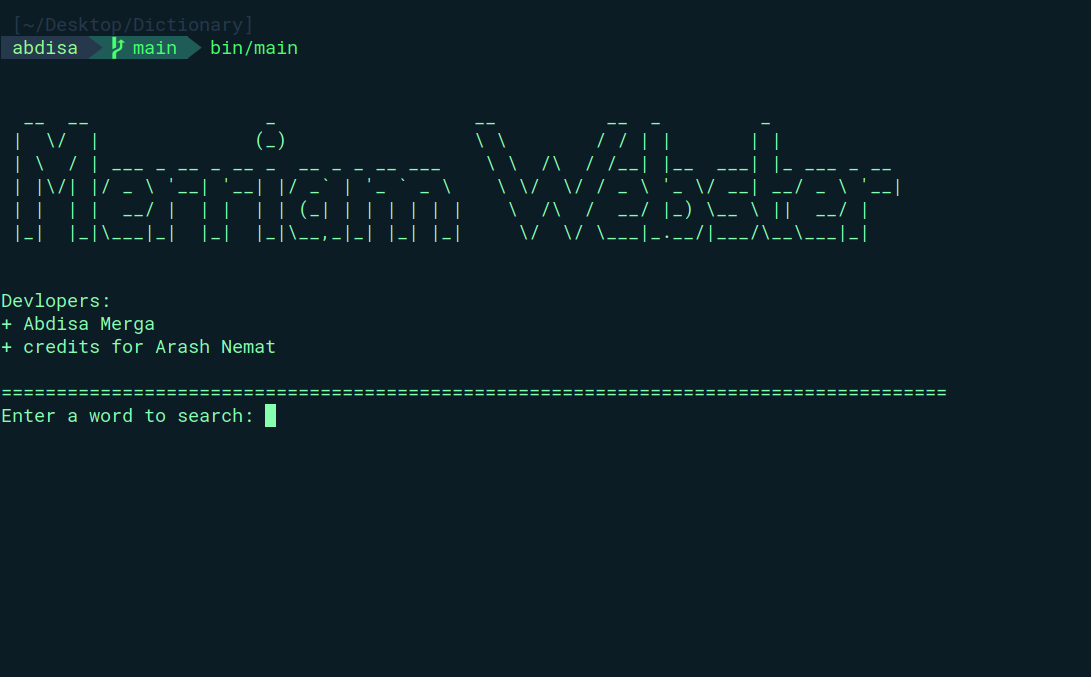 [~/Desktop/Dictionary]
abdisa main bin/main
Merriam Webster
Devlopers:
+ Abdisa Merga
+ credits for Arash Nemat
======================================================================================
Enter a word to search: